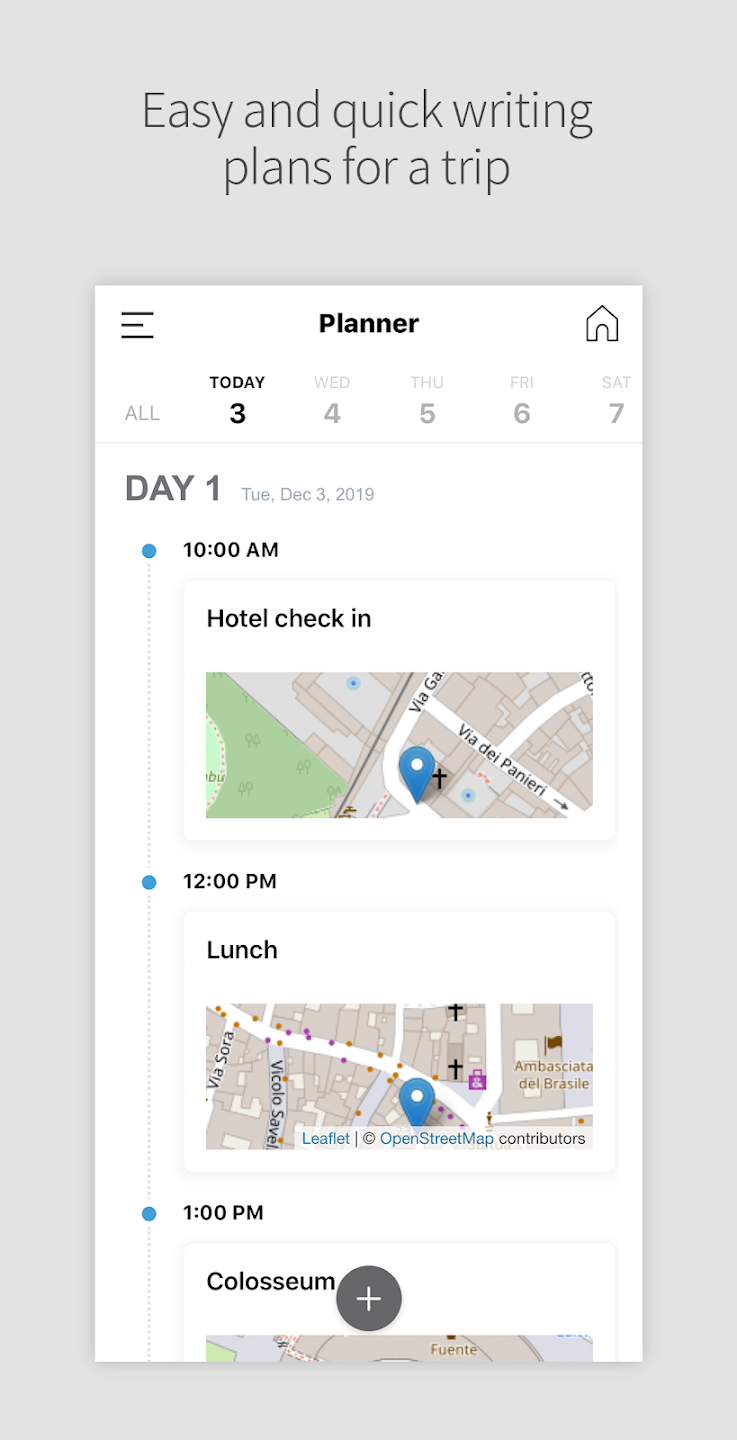 Easy and quick writing
plans for a trip
Planner
ALL
TODAY WED THU FRI SAT
3 4 5 6 7
DAY 1 Tue, Dec 3, 2019
10:00 AM
Hotel check in
Via Ga
Via dei Panieri
12:00 PM
Lunch
Via Sora
Vicolo Savel
Ambasciata
del Brasile
Leaflet | © OpenStreetMap contributors
1:00 PM
Colosseum
+
Fuente